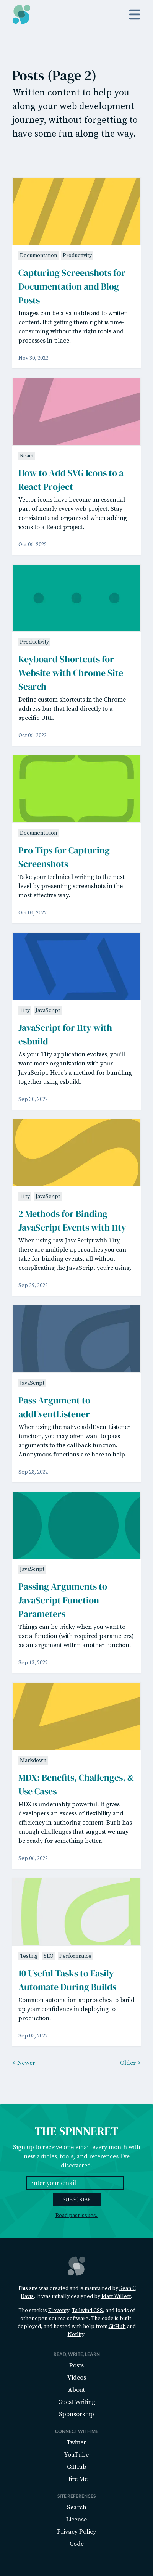 Posts (Page 2)
Written content to help you
along your web development
journey, without forgetting to
have some fun along the way.
Documentation Productivity
Capturing Screenshots for
Documentation and Blog
Posts
Images can be a valuable aid to written
content. But getting them right is time-
consuming without the right tools and
processes in place.
Nov 30, 2022
React
How to Add SVG Icons to a
React Project
Vector icons have become an essential
part of nearly every web project. Stay
consistent and organized when adding
icons to a React project.
Oct 06, 2022
Productivity
Keyboard Shortcuts for
Website with Chrome Site
Search
Define custom shortcuts in the Chrome
address bar that lead directly to a
specific URL.
Oct 06, 2022
Documentation
Pro Tips for Capturing
Screenshots
Take your technical writing to the next
level by presenting screenshots in the
most effective way.
Oct 04, 2022
11ty JavaScript
JavaScript for 11ty with
esbuild
As your 11ty application evolves, you'll
want more organization with your
JavaScript. Here's a method for bundling
together using esbuild.
Sep 30, 2022
11ty JavaScript
2 Methods for Binding
JavaScript Events with 11ty
When using raw JavaScript with 11ty,
there are multiple approaches you can
take for binding events, all without
complicating the JavaScript you're using.
Sep 29, 2022
JavaScript
Pass Argument to
addEventListener
When using the native addEventListener
function, you may often want to pass
arguments to the callback function.
Anonymous functions are here to help.
Sep 28, 2022
JavaScript
Passing Arguments to
JavaScript Function
Parameters
Things can be tricky when you want to
use a function (with required parameters)
as an argument within another function.
Sep 13, 2022
Markdown
MDX: Benefits, Challenges, &
Use Cases
MDX is undeniably powerful. It gives
developers an excess of flexibility and
efficiency in authoring content. But it has
enough challenges that suggest we may
be ready for something better.
Sep 06, 2022
Testing SEO Performance
10 Useful Tasks to Easily
Automate During Builds
Common automation approaches to build
up your confidence in deploying to
production.
Sep 05, 2022
< Newer Older >
THE SPINNERET
Sign up to receive one email every month with
new articles, tools, and references I've
discovered.
Enter your email
SUBSCRIBE
Read past issues.
This site was created and is maintained by Sean C
Davis. It was initially designed by Matt Willett.
The stack is Eleventy, Tailwind CSS, and loads of
other open source software. The code is built,
deployed, and hosted with help from GitHub and
Netlify.
READ, WRITE, LEARN
Posts
Videos
About
Guest Writing
Sponsorship
CONNECT WITH ME
Twitter
YouTube
GitHub
Hire Me
SITE REFERENCES
Search
License
Privacy Policy
Code